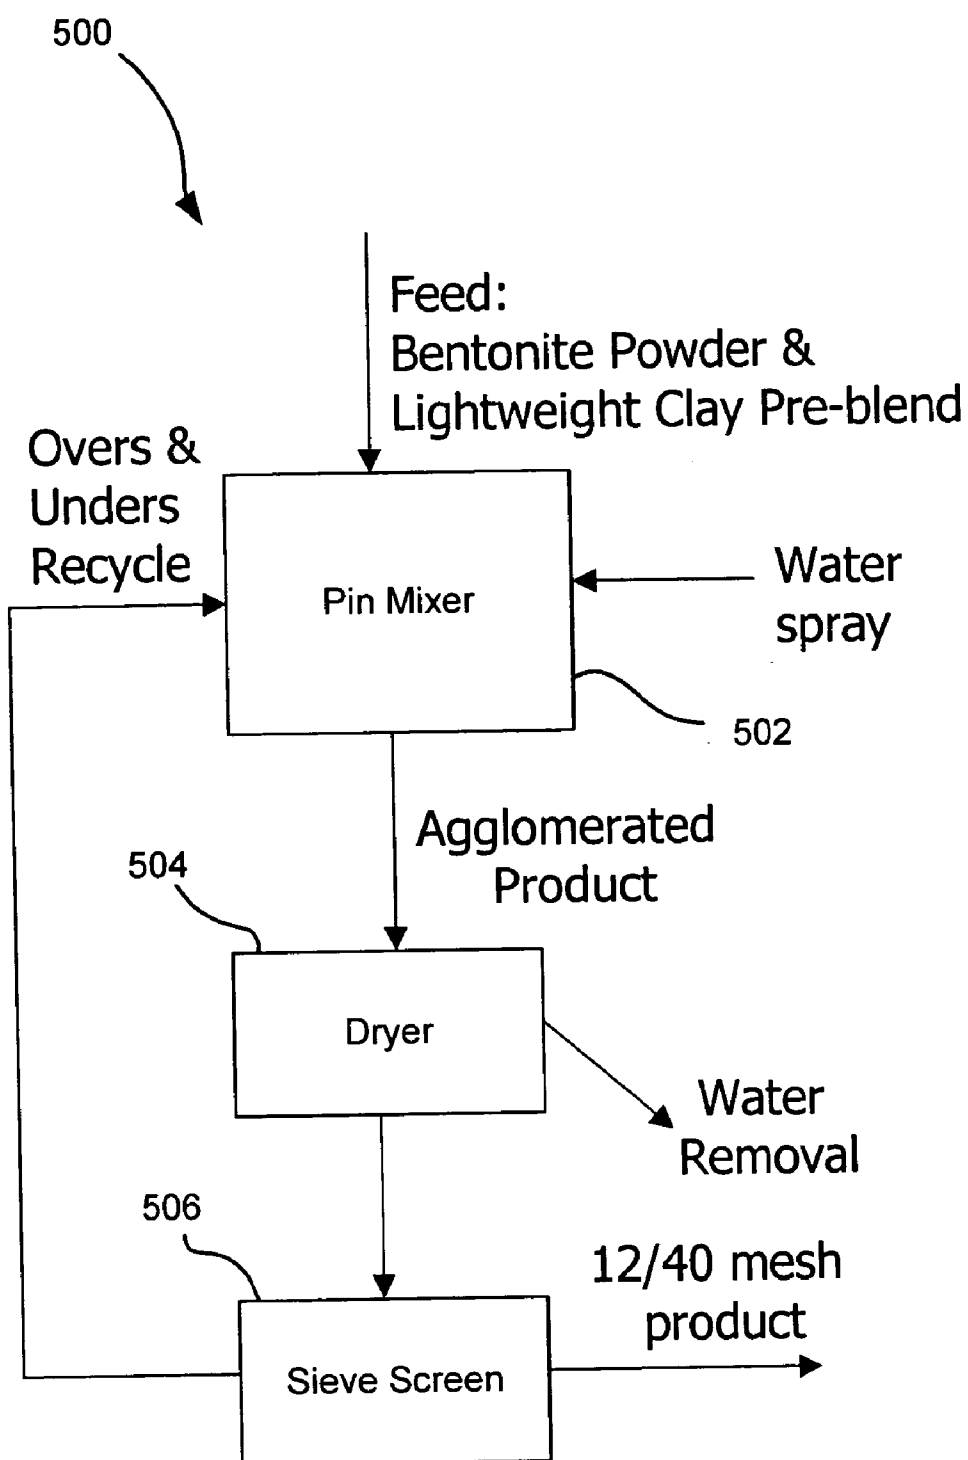 500
Feed:
Bentonite Powder &
Lightweight Clay Pre-blend
Overs &
Unders
Recycle
Pin Mixer
Water
spray
502
Agglomerated
Product
504
Dryer
Water
Removal
506
12/40 mesh
product
Sieve Screen